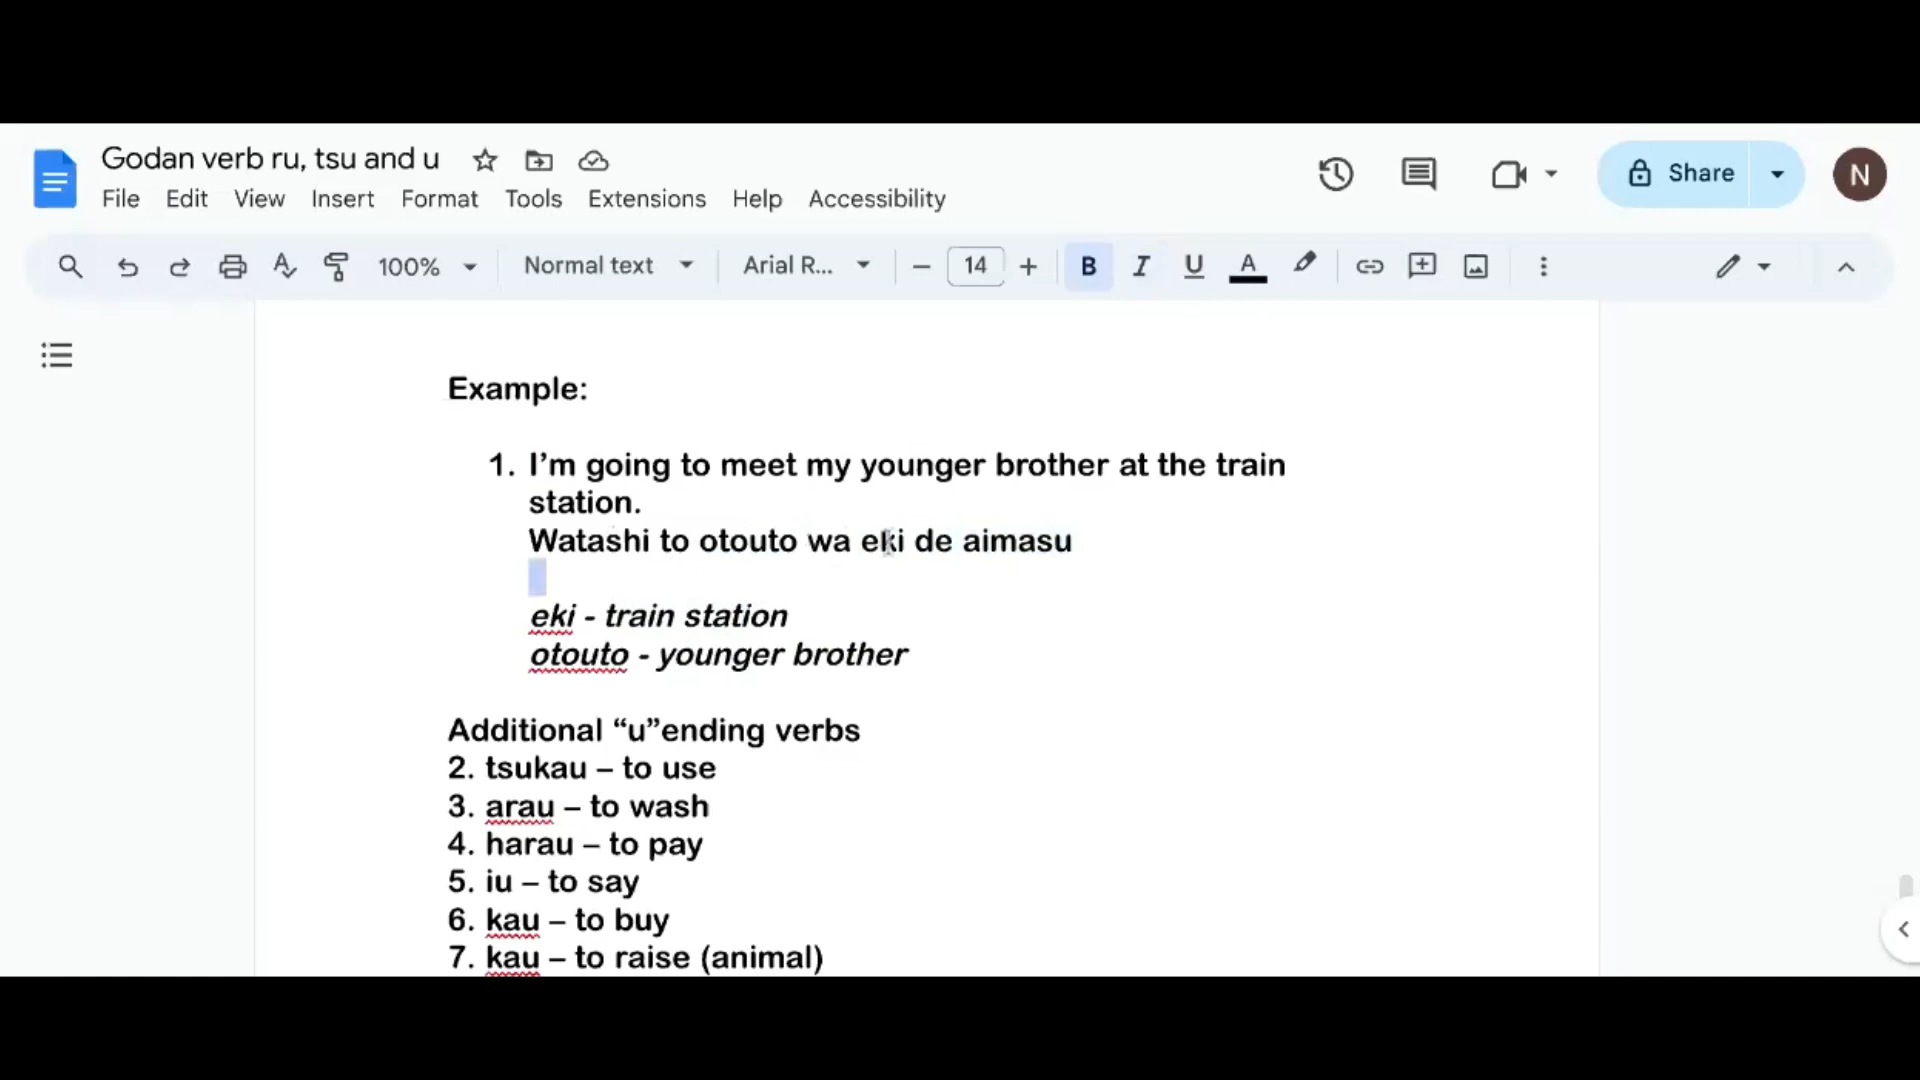 Godan verb ru, tsu and u
File Edit View Insert Format Tools Extensions Help Accessibility
Share
N
100% Normal text Arial R... 14 B I U A
Example:
1. I’m going to meet my younger brother at the train
station.
Watashi to otouto wa eki de aimasu
eki - train station
otouto - younger brother
Additional “u”ending verbs
2. tsukau – to use
3. arau – to wash
4. harau – to pay
5. iu – to say
6. kau – to buy
7. kau – to raise (animal)